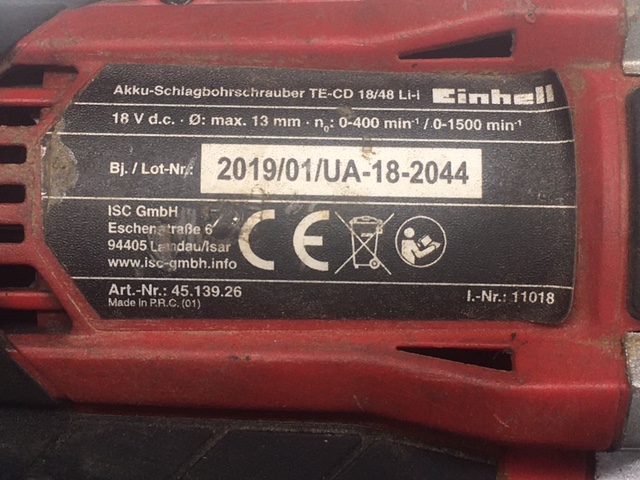 Akku-Schlagbohrschrauber TE-CD 18/48 Li-i Einhell
18 V d.c. · Ø: max. 13 mm · n₀: 0-400 min⁻¹ / 0-1500 min⁻¹
Bj. / Lot-Nr.: 2019/01/UA-18-2044
ISC GmbH
Eschenstraße 6
94405 Landau/Isar
www.isc-gmbh.info
CE
Art.-Nr.: 45.139.26 I.-Nr.: 11018
Made in P.R.C. (01)